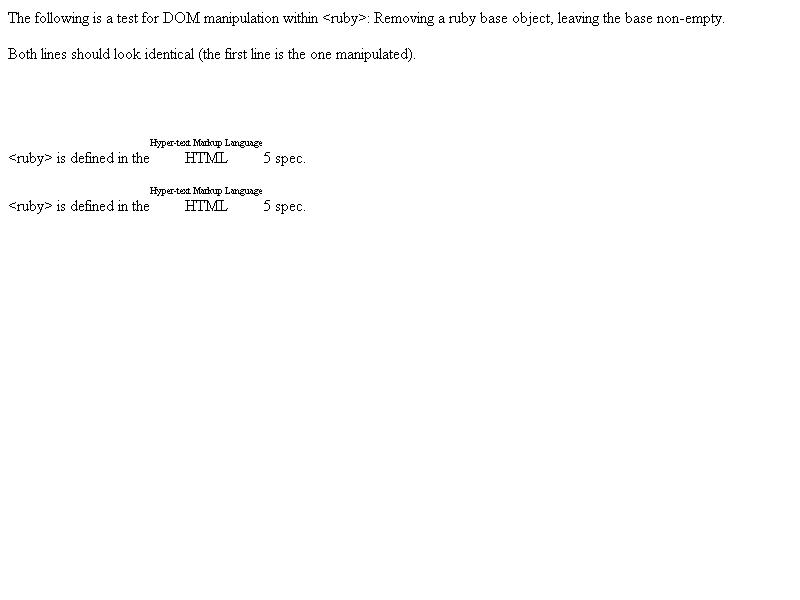 The following is a test for DOM manipulation within <ruby>: Removing a ruby base object, leaving the base non-empty.
Both lines should look identical (the first line is the one manipulated).
Hyper-text Markup Language
<ruby> is defined in the HTML 5 spec.
Hyper-text Markup Language
<ruby> is defined in the HTML 5 spec.